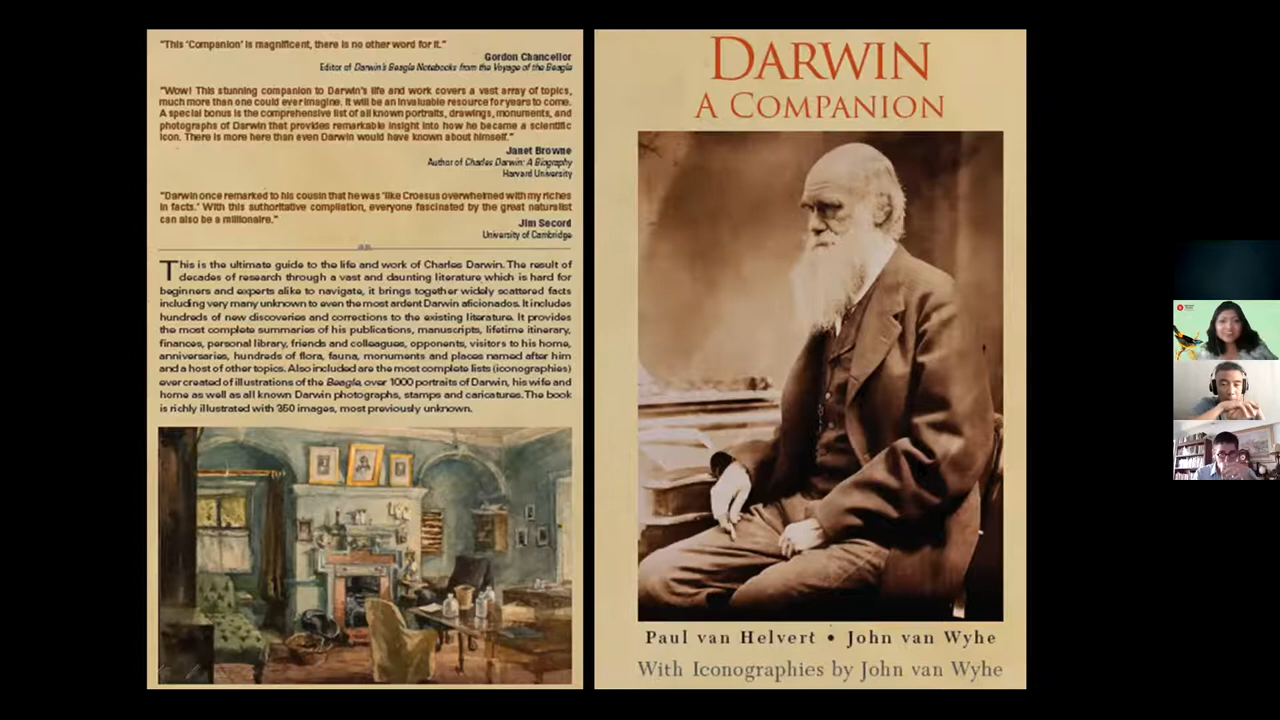 "This 'Companion' is magnificent, there is no other word for it."
Gordon Chancellor
Editor of Darwin's Beagle Notebooks from the Voyage of the Beagle
"Wow! This stunning companion to Darwin's life and work covers a vast array of topics,
much more than one could ever imagine. It will be an invaluable resource for years to come.
A special bonus is the comprehensive list of all known portraits, drawings, monuments, and
photographs of Darwin that provides remarkable insight into how he became a scientific
icon. There is more here than even Darwin would have known about himself."
Janet Browne
Author of Charles Darwin: A Biography
Harvard University
"Darwin once remarked to his cousin that he was 'like Croesus overwhelmed with my riches
in facts.' With this authoritative compilation, everyone fascinated by the great naturalist
can also be a millionaire."
Jim Secord
University of Cambridge
This is the ultimate guide to the life and work of Charles Darwin. The result of
decades of research through a vast and daunting literature which is hard for
beginners and experts alike to navigate, it brings together widely scattered facts
including very many unknown to even the most ardent Darwin aficionados. It includes
hundreds of new discoveries and corrections to the existing literature. It provides
the most complete summaries of his publications, manuscripts, lifetime itinerary,
finances, personal library, friends and colleagues, opponents, visitors to his home,
anniversaries, hundreds of flora, fauna, monuments and places named after him
and a host of other topics. Also included are the most complete lists (iconographies)
ever created of illustrations of the Beagle, over 1000 portraits of Darwin, his wife and
home as well as all known Darwin photographs, stamps and caricatures. The book
is richly illustrated with 350 images, most previously unknown.
DARWIN
A COMPANION
Paul van Helvert • John van Wyhe
With Iconographies by John van Wyhe